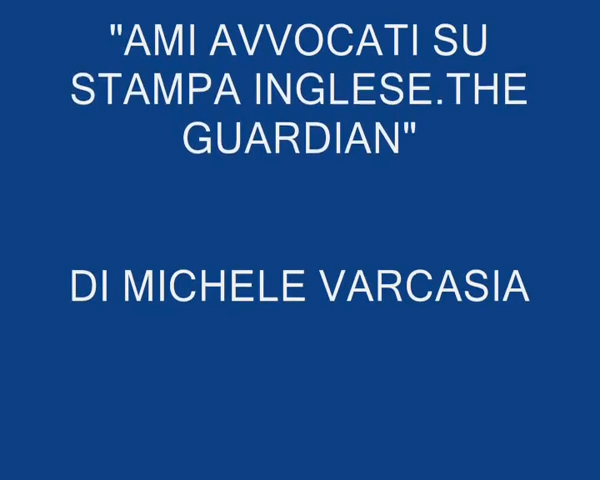 "AMI AVVOCATI SU
STAMPA INGLESE.THE
GUARDIAN"
DI MICHELE VARCASIA